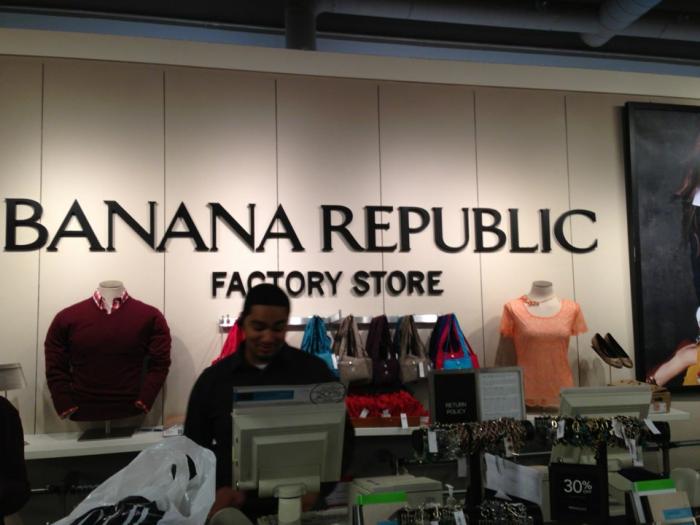 BANANA REPUBLIC
FACTORY STORE
RETURN
POLICY
30%